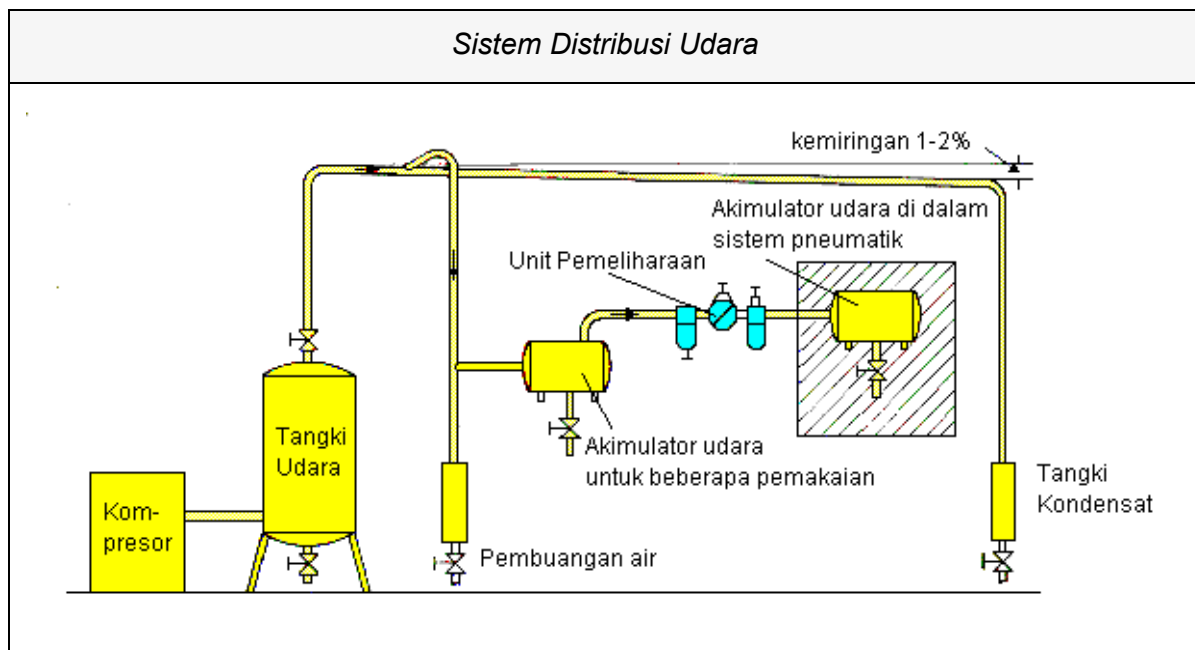 Sistem Distribusi Udara
kemiringan 1-2%
Akimulator udara di dalam
sistem pneumatik
Unit Pemeliharaan
Tangki
Udara
Akimulator udara
untuk beberapa pemakaian
Kom-
presor
Tangki
Kondensat
Pembuangan air